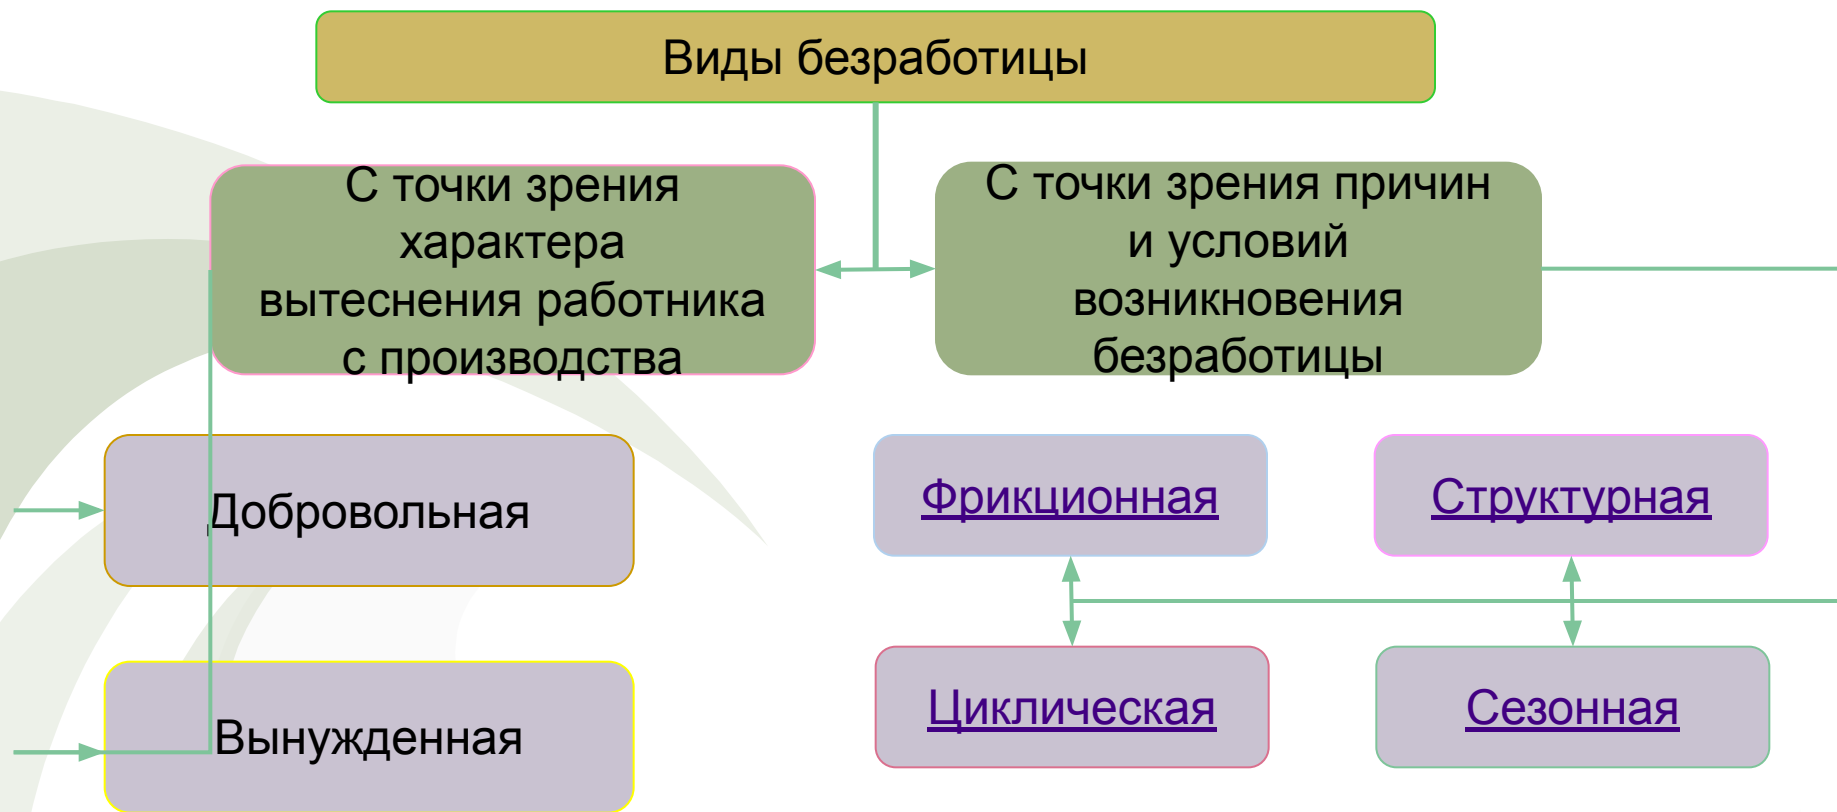 Виды безработицы
С точки зрения
характера
вытеснения работника
с производства
С точки зрения причин
и условий
возникновения
безработицы
Добровольная
Вынужденная
Фрикционная
Структурная
Циклическая
Сезонная